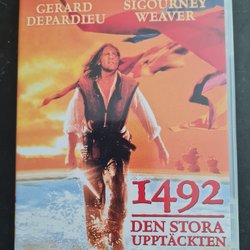 GERARD SIGOURNEY
DEPARDIEU WEAVER
1492
DEN STORA
UPPTÄCKTEN